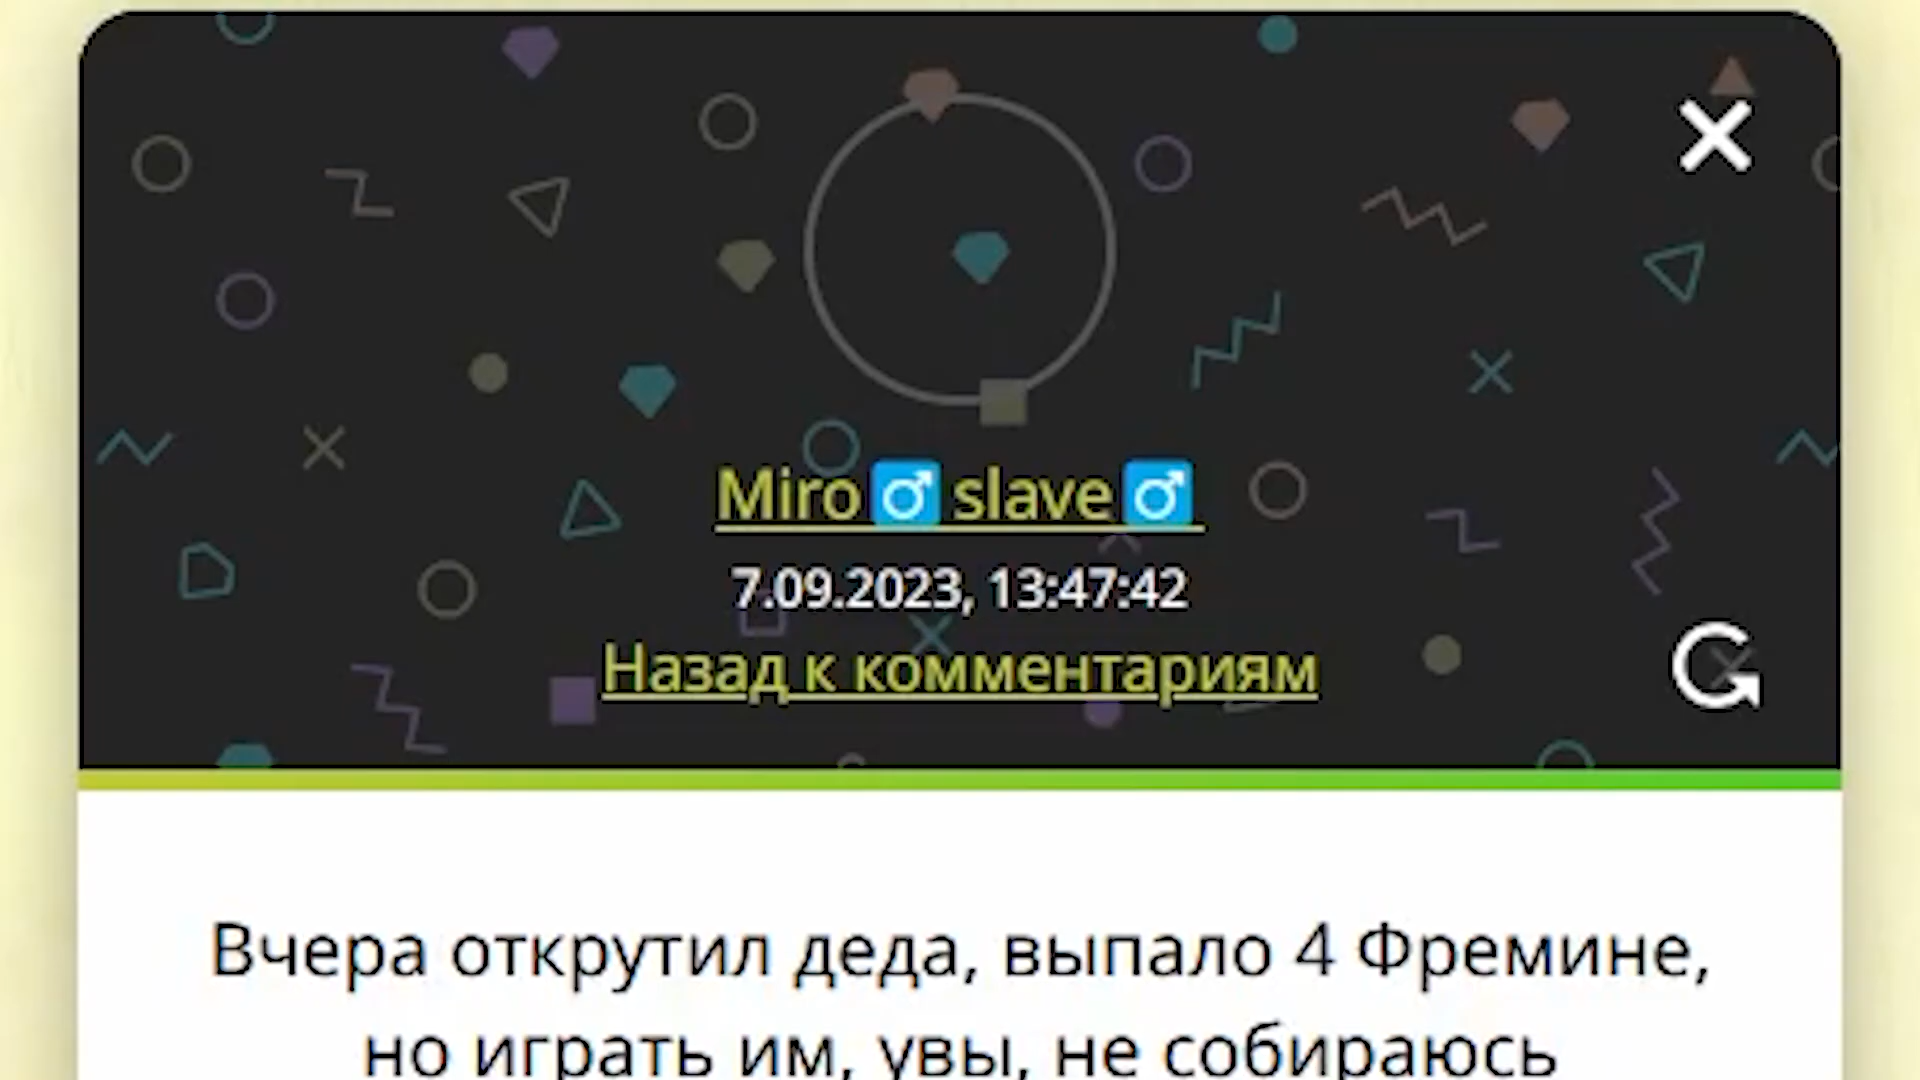 Miro♂slave♂
7.09.2023, 13:47:42
Назад к комментариям
Вчера открутил деда, выпало 4 Фремине,
но играть им, увы, не собираюсь